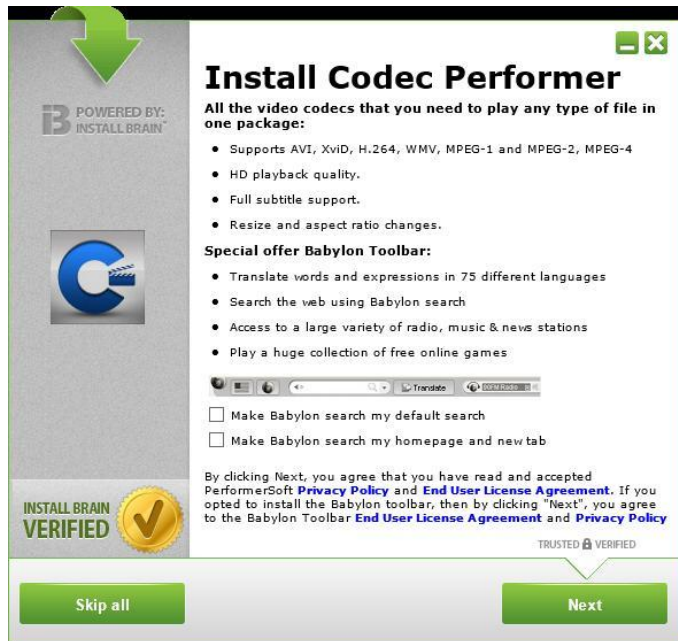 Install Codec Performer
All the video codecs that you need to play any type of file in
one package:
Supports AVI, XviD, H.264, WMV, MPEG-1 and MPEG-2, MPEG-4
HD playback quality.
Full subtitle support.
Resize and aspect ratio changes.
Special offer Babylon Toolbar:
Translate words and expressions in 75 different languages
Search the web using Babylon search
Access to a large variety of radio, music & news stations
Play a huge collection of free online games
Translate
Make Babylon search my default search
Make Babylon search my homepage and new tab
By clicking Next, you agree that you have read and accepted
PerformerSoft Privacy Policy and End User License Agreement. If you
opted to install the Babylon toolbar, then by clicking "Next", you agree
to the Babylon Toolbar End User License Agreement and Privacy Policy
POWERED BY:
INSTALL BRAIN
INSTALL BRAIN
VERIFIED
TRUSTED VERIFIED
Skip all
Next